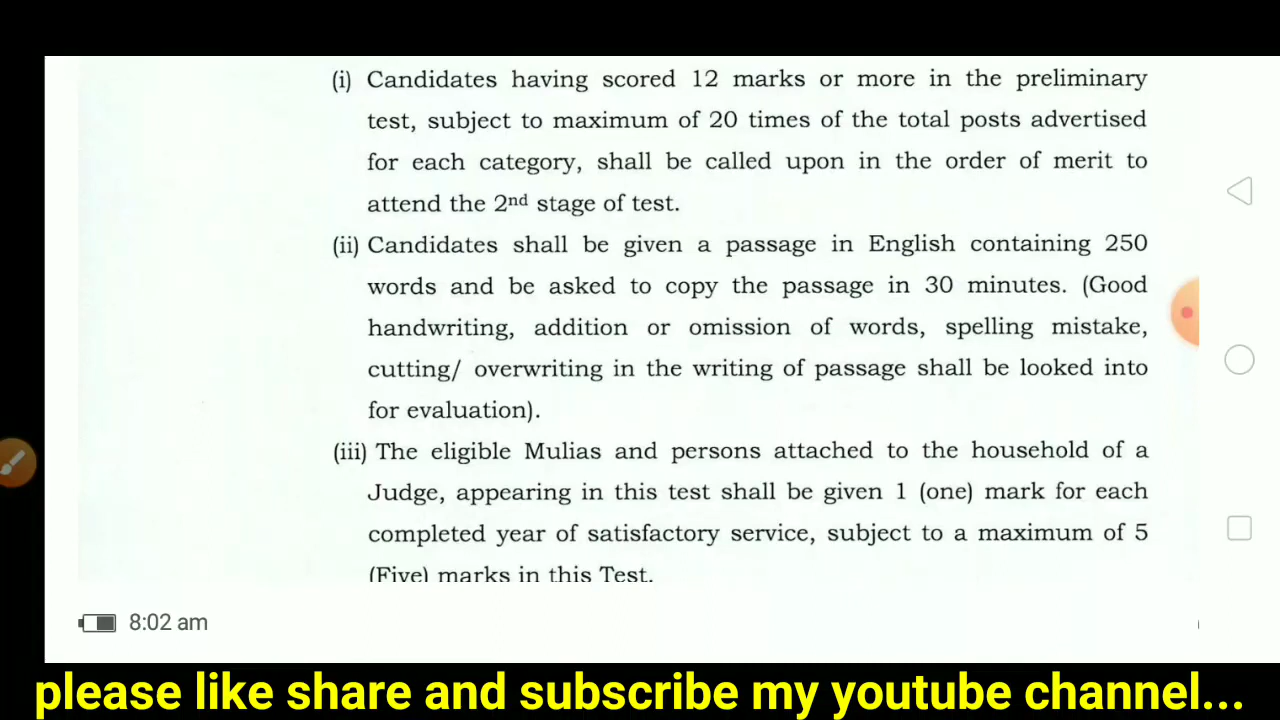 (i) Candidates having scored 12 marks or more in the preliminary
test, subject to maximum of 20 times of the total posts advertised
for each category, shall be called upon in the order of merit to
attend the 2nd stage of test.
(ii) Candidates shall be given a passage in English containing 250
words and be asked to copy the passage in 30 minutes. (Good
handwriting, addition or omission of words, spelling mistake,
cutting/ overwriting in the writing of passage shall be looked into
for evaluation).
(iii) The eligible Mulias and persons attached to the household of a
Judge, appearing in this test shall be given 1 (one) mark for each
completed year of satisfactory service, subject to a maximum of 5
(Five) marks in this Test.
8:02 am
please like share and subscribe my youtube channel...